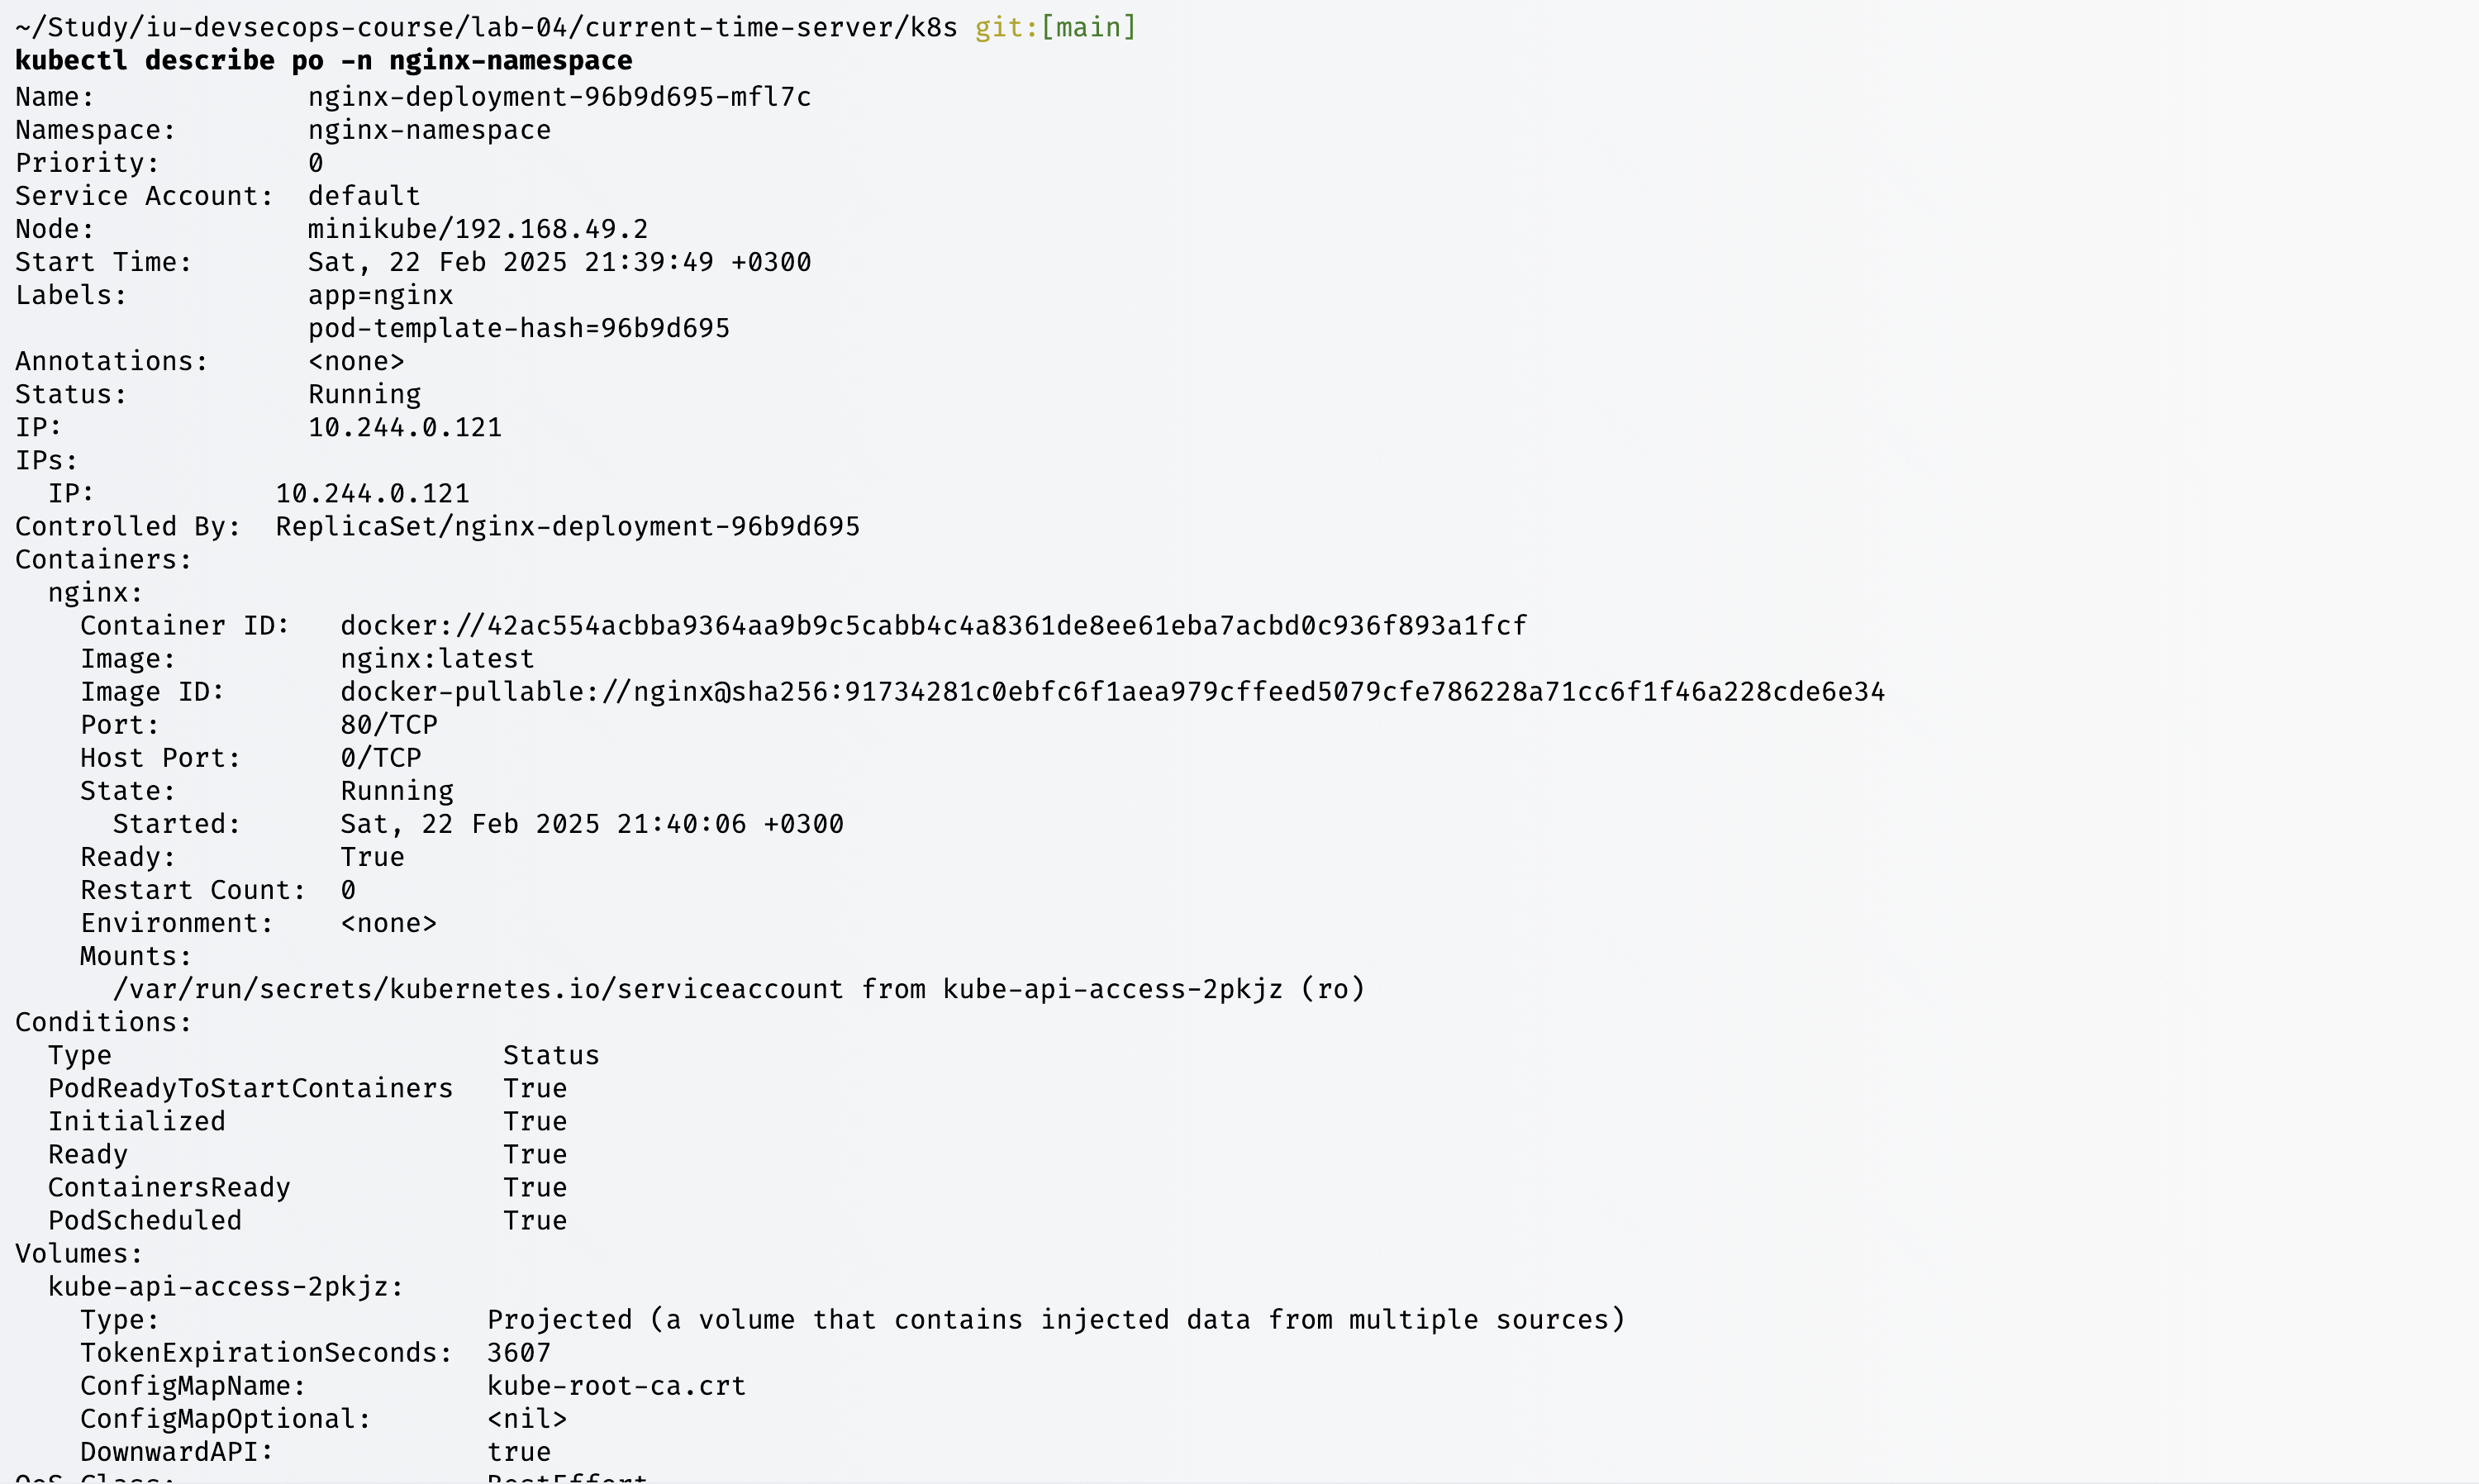 ~/Study/iu-devsecops-course/lab-04/current-time-server/k8s git:[main]
kubectl describe po -n nginx-namespace
Name:             nginx-deployment-96b9d695-mfl7c
Namespace:        nginx-namespace
Priority:         0
Service Account:  default
Node:             minikube/192.168.49.2
Start Time:       Sat, 22 Feb 2025 21:39:49 +0300
Labels:           app=nginx
                  pod-template-hash=96b9d695
Annotations:      <none>
Status:           Running
IP:               10.244.0.121
IPs:
  IP:           10.244.0.121
Controlled By:  ReplicaSet/nginx-deployment-96b9d695
Containers:
  nginx:
    Container ID:   docker://42ac554acbba9364aa9b9c5cabb4c4a8361de8ee61eba7acbd0c936f893a1fcf
    Image:          nginx:latest
    Image ID:       docker-pullable://nginx@sha256:91734281c0ebfc6f1aea979cffeed5079cfe786228a71cc6f1f46a228cde6e34
    Port:           80/TCP
    Host Port:      0/TCP
    State:          Running
      Started:      Sat, 22 Feb 2025 21:40:06 +0300
    Ready:          True
    Restart Count:  0
    Environment:    <none>
    Mounts:
      /var/run/secrets/kubernetes.io/serviceaccount from kube-api-access-2pkjz (ro)
Conditions:
  Type                        Status
  PodReadyToStartContainers   True
  Initialized                 True
  Ready                       True
  ContainersReady             True
  PodScheduled                True
Volumes:
  kube-api-access-2pkjz:
    Type:                    Projected (a volume that contains injected data from multiple sources)
    TokenExpirationSeconds:  3607
    ConfigMapName:           kube-root-ca.crt
    ConfigMapOptional:       <nil>
    DownwardAPI:             true
QoS Class:                   BestEffort